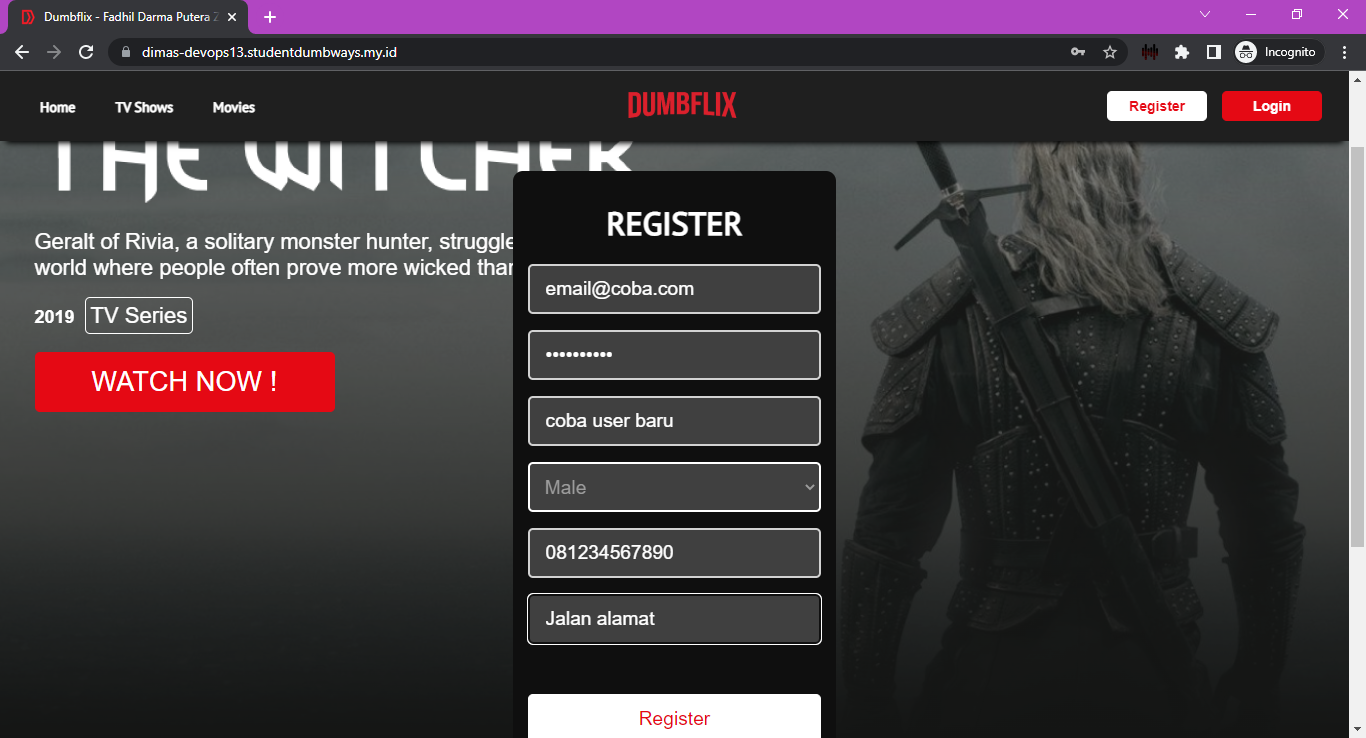 Dumbflix - Fadhil Darma Putera Z
dimas-devops13.studentdumbways.my.id
Incognito
Home
TV Shows
Movies
DUMBFLIX
Register
Login
THE WITCHER
Geralt of Rivia, a solitary monster hunter, struggle
world where people often prove more wicked than
2019
TV Series
WATCH NOW !
REGISTER
email@coba.com
••••••••••
coba user baru
Male
081234567890
Jalan alamat
Register